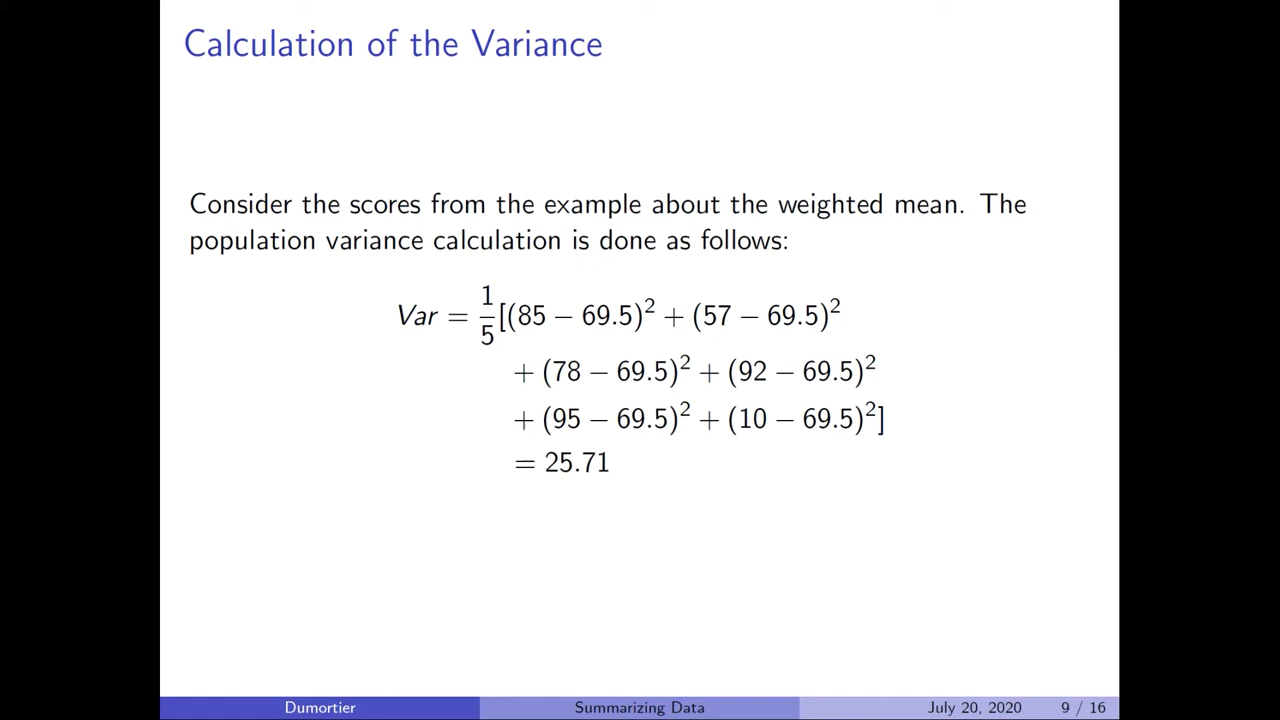 Calculation of the Variance
Consider the scores from the example about the weighted mean. The
population variance calculation is done as follows:
Var = 1/5[(85 − 69.5)² + (57 − 69.5)²
+ (78 − 69.5)² + (92 − 69.5)²
+ (95 − 69.5)² + (10 − 69.5)²]
= 25.71
Dumortier Summarizing Data July 20, 2020 9 / 16